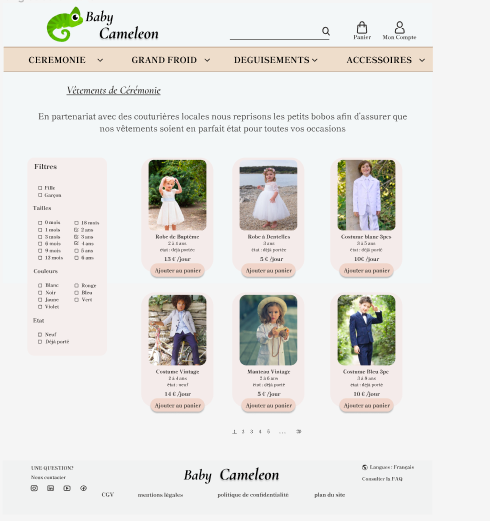 Baby
Cameleon
Panier
Mon Compte
CEREMONIE
GRAND FROID
DEGUISEMENTS
ACCESSOIRES
Vêtements de Cérémonie
En partenariat avec des couturières locales nous reprisons les petits bobos afin d'assurer que
nos vêtements soient en parfait état pour toutes vos occasions
Filtres
Fille
Garçon
Tailles
0 mois
1 mois
3 mois
6 mois
9 mois
12 mois
18 mois
2 ans
3 ans
4 ans
5 ans
6 ans
Couleurs
Blanc
Noir
Jaune
Violet
Rouge
Bleu
Vert
Etat
Neuf
Déjà porté
Robe de Baptême
2 à 4 ans
état : déjà portée
15 € /jour
Ajouter au panier
Robe à Dentelles
3 ans
état : déjà porté
5 € /jour
Ajouter au panier
Costume blanc 3pcs
3 à 5 ans
état : déjà porté
10€ /jour
Ajouter au panier
Costume Vintage
2 à 4 ans
état : neuf
14 € /jour
Ajouter au panier
Manteau Vintage
2 à 6 ans
état : déjà porté
5 € /jour
Ajouter au panier
Costume Bleu 3pc
3 à 8 ans
état : déjà porté
10 € /jour
Ajouter au panier
1 2 3 4 5 ... 20
UNE QUESTION?
Nous contacter
Baby Cameleon
Langues : Français
Consulter la FAQ
CGV
mentions légales
politique de confidentialité
plan du site